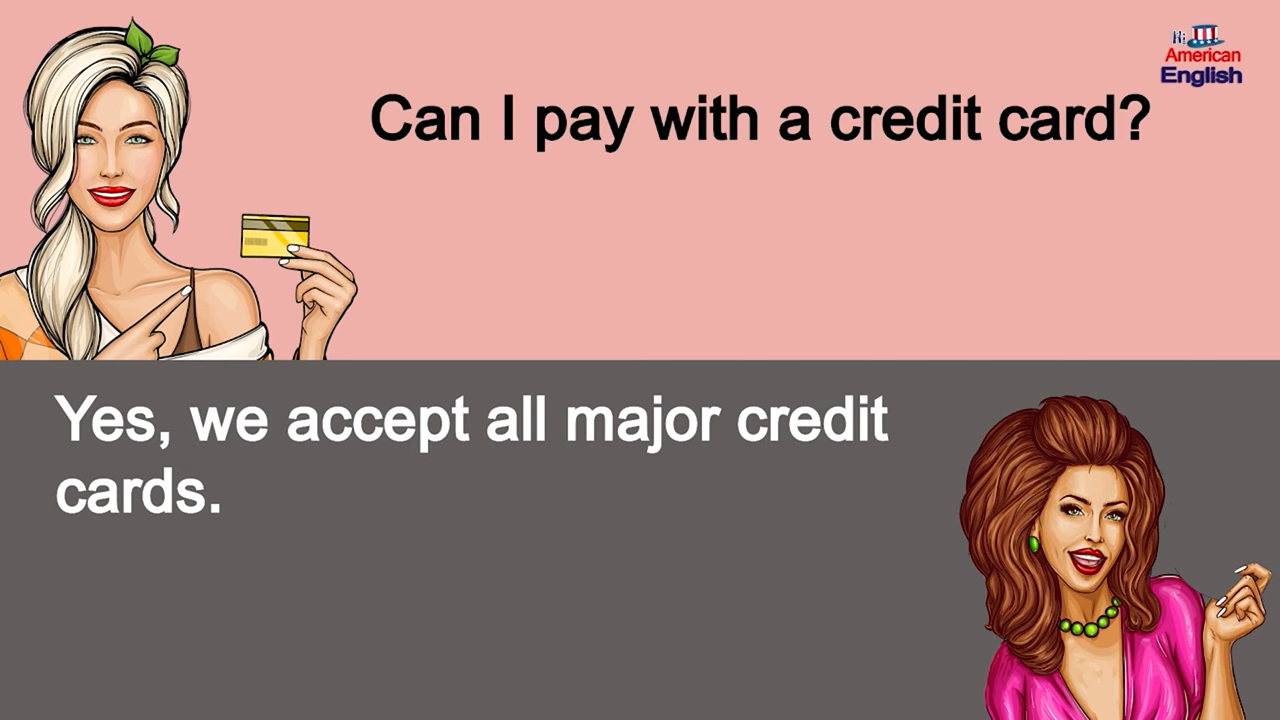 Hi
American
English
Can I pay with a credit card?
Yes, we accept all major credit
cards.